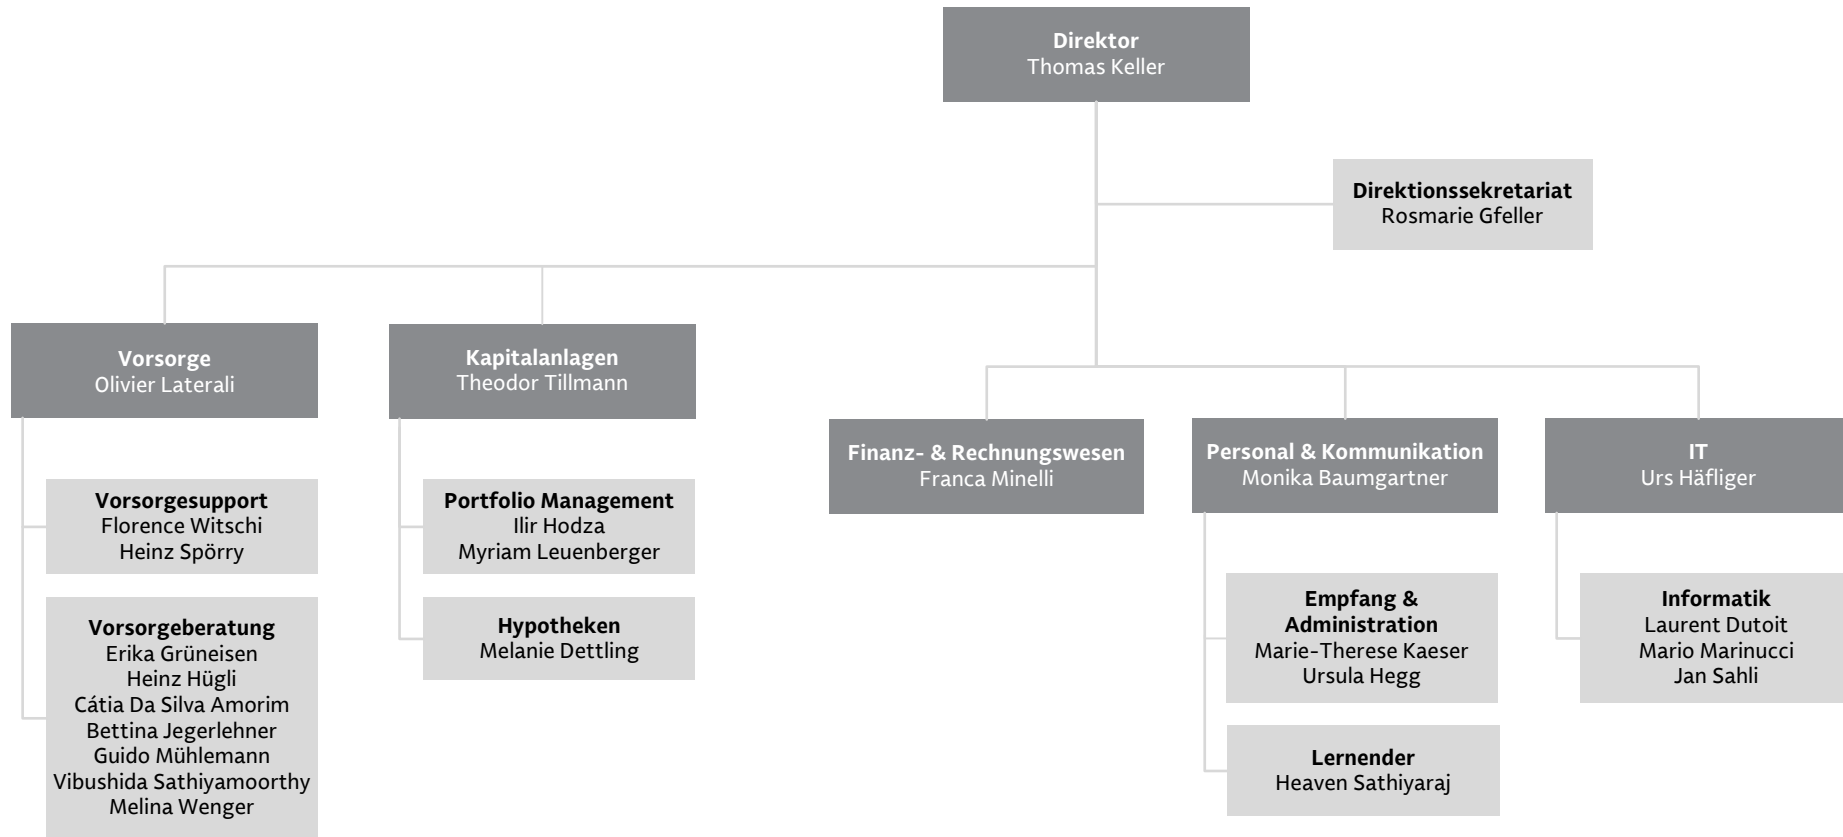 Direktor
Thomas Keller
Direktionssekretariat
Rosmarie Gfeller
Vorsorge
Olivier Laterali
Kapitalanlagen
Theodor Tillmann
Finanz- & Rechnungswesen
Franca Minelli
Personal & Kommunikation
Monika Baumgartner
IT
Urs Häfliger
Vorsorgesupport
Florence Witschi
Heinz Spörry
Vorsorgeberatung
Erika Grüneisen
Heinz Hügli
Cátia Da Silva Amorim
Bettina Jegerlehner
Guido Mühlemann
Vibushida Sathiyamoorthy
Melina Wenger
Portfolio Management
Ilir Hodza
Myriam Leuenberger
Hypotheken
Melanie Dettling
Empfang &
Administration
Marie-Therese Kaeser
Ursula Hegg
Lernender
Heaven Sathiyaraj
Informatik
Laurent Dutoit
Mario Marinucci
Jan Sahli